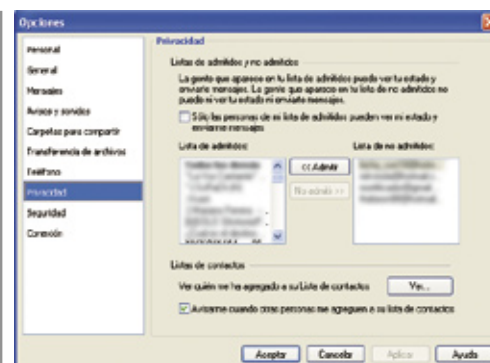 Opciones
Personal
General
Mensajes
Avisos y sonidos
Carpetas para compartir
Transferencia de archivos
Teléfono
Privacidad
Seguridad
Conexión
Privacidad
Listas de admitidos y no admitidos
La gente que aparece en tu lista de admitidos puede ver tu estado y
enviarte mensajes. La gente que aparece en tu lista de no admitidos no
puede ni ver tu estado ni enviarte mensajes.
Sólo las personas de mi lista de admitidos pueden ver mi estado y
enviarme mensajes
Lista de admitidos:
Lista de no admitidos:
<< Admitir
No admitir >>
Listas de contactos
Ver quién me ha agregado a su Lista de contactos
Ver...
Avisarme cuando otras personas me agreguen a su lista de contactos
Aceptar
Cancelar
Aplicar
Ayuda